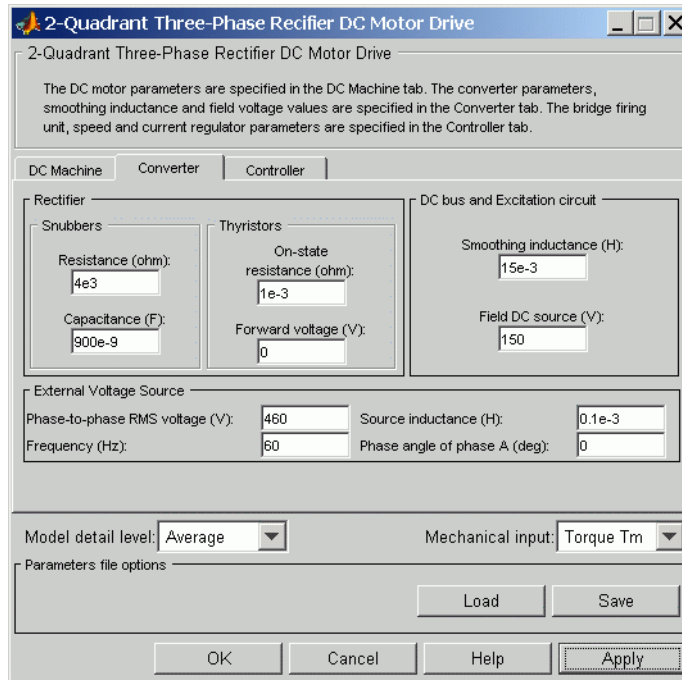 2-Quadrant Three-Phase Recifier DC Motor Drive
2-Quadrant Three-Phase Rectifier DC Motor Drive
The DC motor parameters are specified in the DC Machine tab. The converter parameters,
smoothing inductance and field voltage values are specified in the Converter tab. The bridge firing
unit, speed and current regulator parameters are specified in the Controller tab.
DC Machine
Converter
Controller
Rectifier
Snubbers
Resistance (ohm):
4e3
Capacitance (F):
900e-9
Thyristors
On-state
resistance (ohm):
1e-3
Forward voltage (V):
0
DC bus and Excitation circuit
Smoothing inductance (H):
15e-3
Field DC source (V):
150
External Voltage Source
Phase-to-phase RMS voltage (V):
460
Source inductance (H):
0.1e-3
Frequency (Hz):
60
Phase angle of phase A (deg):
0
Model detail level:
Average
Mechanical input:
Torque Tm
Parameters file options
Load
Save
OK
Cancel
Help
Apply